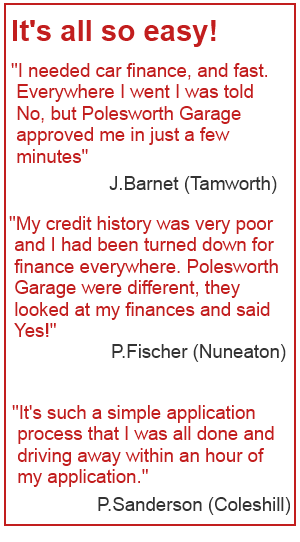 It's all so easy!
"I needed car finance, and fast.
Everywhere I went I was told
No, but Polesworth Garage
approved me in just a few
minutes"
J.Barnet (Tamworth)
"My credit history was very poor
and I had been turned down for
finance everywhere. Polesworth
Garage were different, they
looked at my finances and said
Yes!"
P.Fischer (Nuneaton)
"It's such a simple application
process that I was all done and
driving away within an hour of
my application."
P.Sanderson (Coleshill)